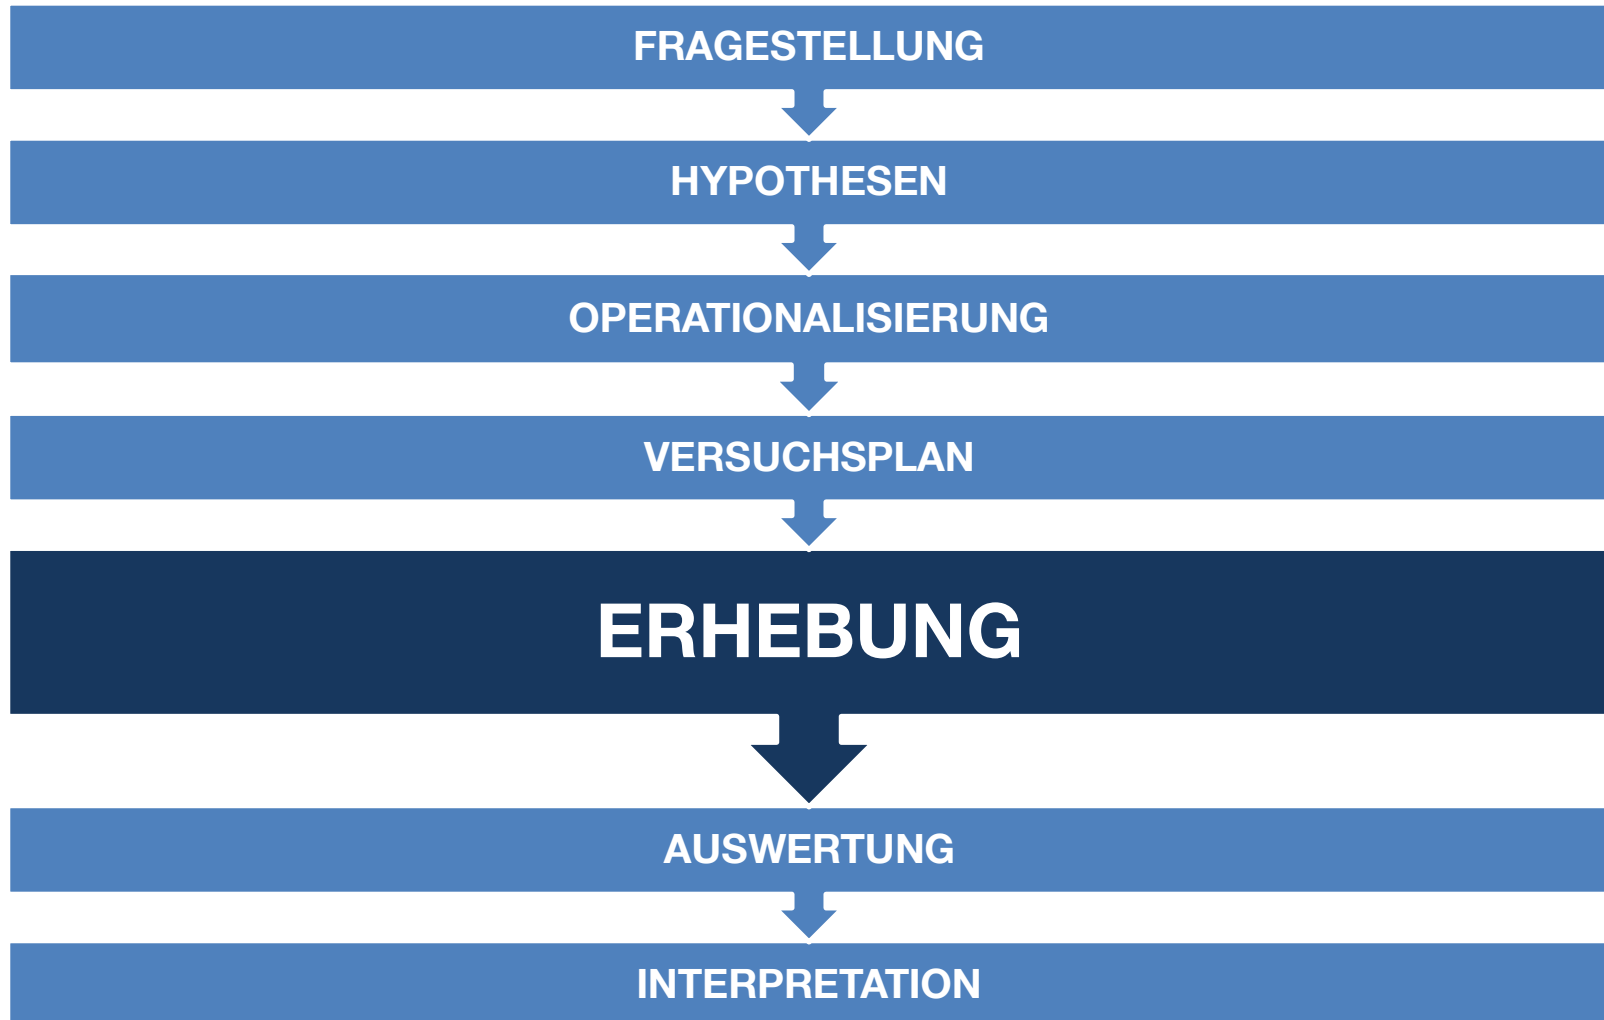 FRAGESTELLUNG
HYPOTHESEN
OPERATIONALISIERUNG
VERSUCHSPLAN
ERHEBUNG
AUSWERTUNG
INTERPRETATION